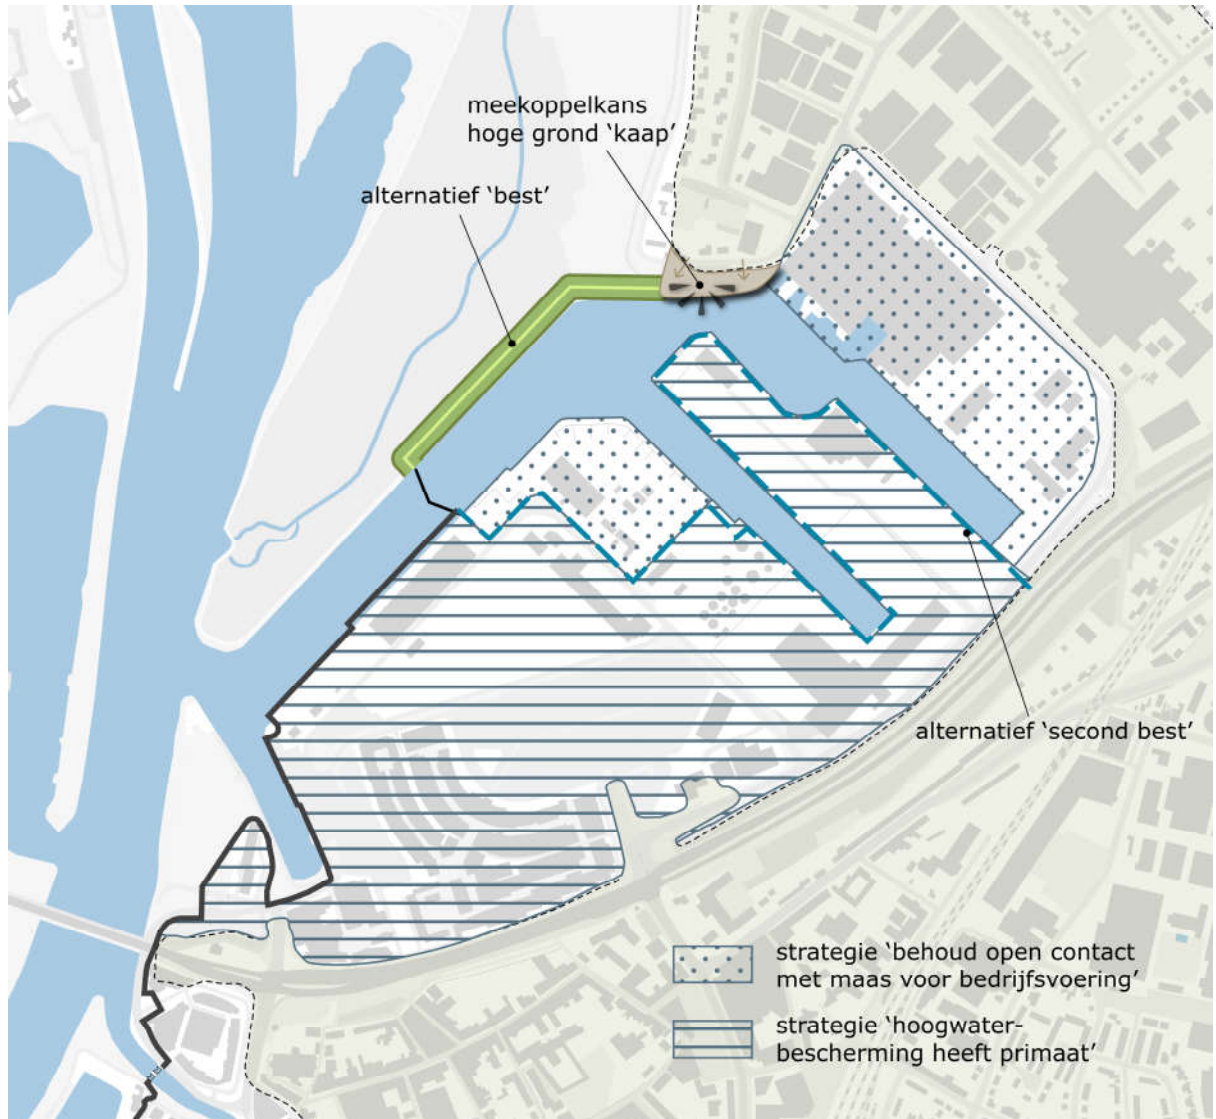 meekoppelkans
hoge grond ‘kaap’
alternatief ‘best’
alternatief ‘second best’
strategie ‘behoud open contact
met maas voor bedrijfsvoering’
strategie ‘hoogwater-
bescherming heeft primaat’